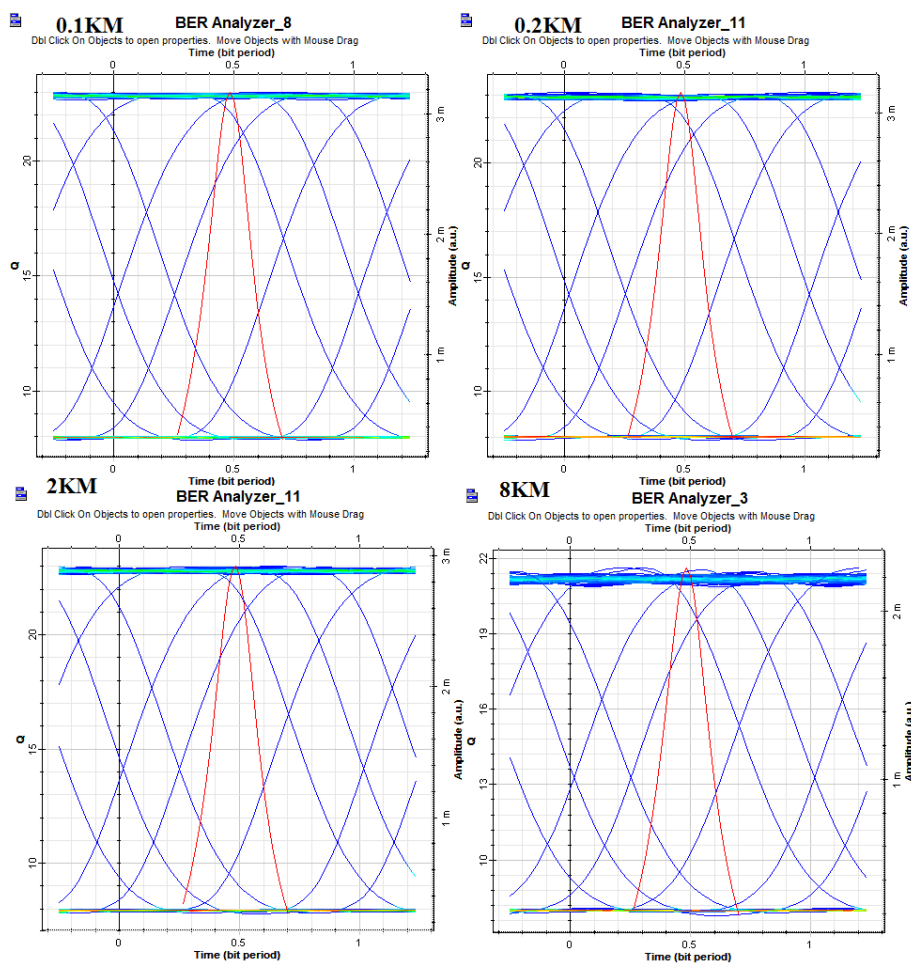 0.1KM
BER Analyzer_8
Dbl Click On Objects to open properties. Move Objects with Mouse Drag
Time (bit period)
0 0.5 1
Q
20
15
10
Amplitude (a.u.)
3 m
2 m
1 m
0 0.5 1
Time (bit period)
0.2KM
BER Analyzer_11
Dbl Click On Objects to open properties. Move Objects with Mouse Drag
Time (bit period)
0 0.5 1
Q
20
15
10
Amplitude (a.u.)
3 m
2 m
1 m
0 0.5 1
Time (bit period)
2KM
BER Analyzer_11
Dbl Click On Objects to open properties. Move Objects with Mouse Drag
Time (bit period)
0 0.5 1
Q
20
15
10
Amplitude (a.u.)
3 m
2 m
1 m
0 0.5 1
Time (bit period)
8KM
BER Analyzer_3
Dbl Click On Objects to open properties. Move Objects with Mouse Drag
Time (bit period)
0 0.5 1
Q
22
19
16
13
10
Amplitude (a.u.)
2 m
1 m
0 0.5 1
Time (bit period)